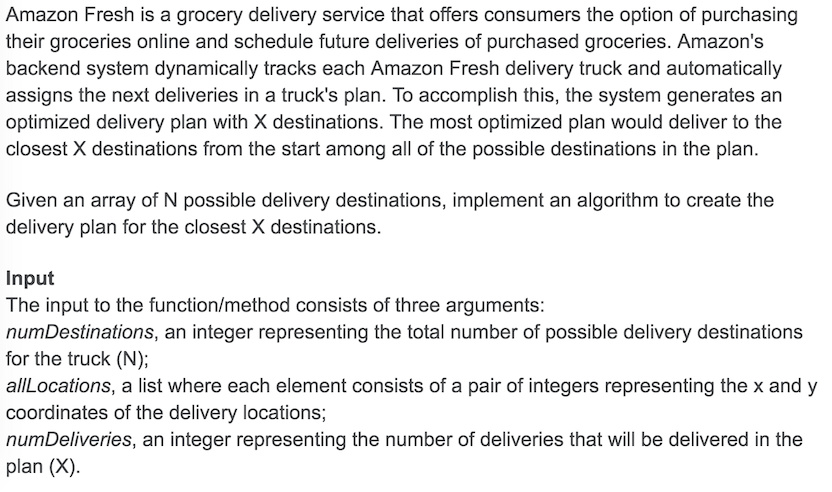 Amazon Fresh is a grocery delivery service that offers consumers the option of purchasing
their groceries online and schedule future deliveries of purchased groceries. Amazon's
backend system dynamically tracks each Amazon Fresh delivery truck and automatically
assigns the next deliveries in a truck's plan. To accomplish this, the system generates an
optimized delivery plan with X destinations. The most optimized plan would deliver to the
closest X destinations from the start among all of the possible destinations in the plan.
Given an array of N possible delivery destinations, implement an algorithm to create the
delivery plan for the closest X destinations.
Input
The input to the function/method consists of three arguments:
numDestinations, an integer representing the total number of possible delivery destinations
for the truck (N);
allLocations, a list where each element consists of a pair of integers representing the x and y
coordinates of the delivery locations;
numDeliveries, an integer representing the number of deliveries that will be delivered in the
plan (X).